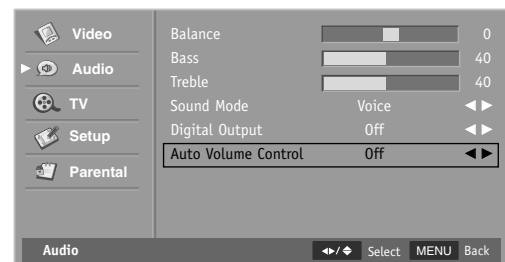 Video
Audio
TV
Setup
Parental
Balance 0
Bass 40
Treble 40
Sound Mode Voice
Digital Output Off
Auto Volume Control Off
Audio Select MENU Back